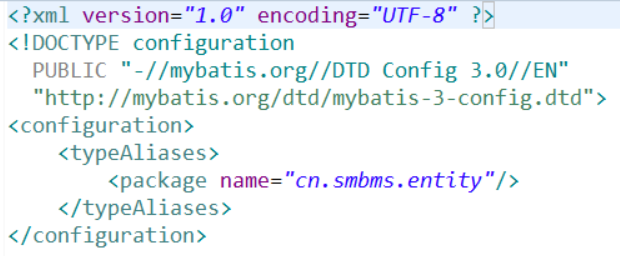 <?xml version="1.0" encoding="UTF-8" ?>
<!DOCTYPE configuration
PUBLIC "-//mybatis.org//DTD Config 3.0//EN"
"http://mybatis.org/dtd/mybatis-3-config.dtd">
<configuration>
<typeAliases>
<package name="cn.smbms.entity"/>
</typeAliases>
</configuration>